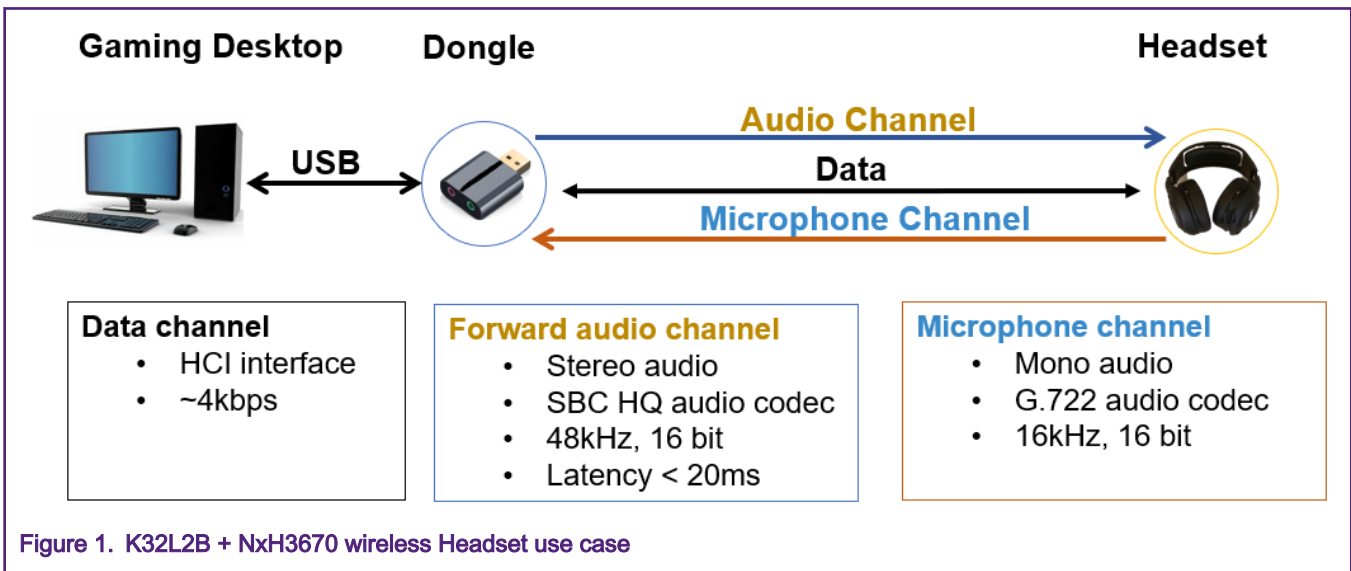 Gaming Desktop
Dongle
Headset
USB
Audio Channel
Data
Microphone Channel
Data channel
• HCI interface
• ~4kbps
Forward audio channel
• Stereo audio
• SBC HQ audio codec
• 48kHz, 16 bit
• Latency < 20ms
Microphone channel
• Mono audio
• G.722 audio codec
• 16kHz, 16 bit
Figure 1. K32L2B + NxH3670 wireless Headset use case